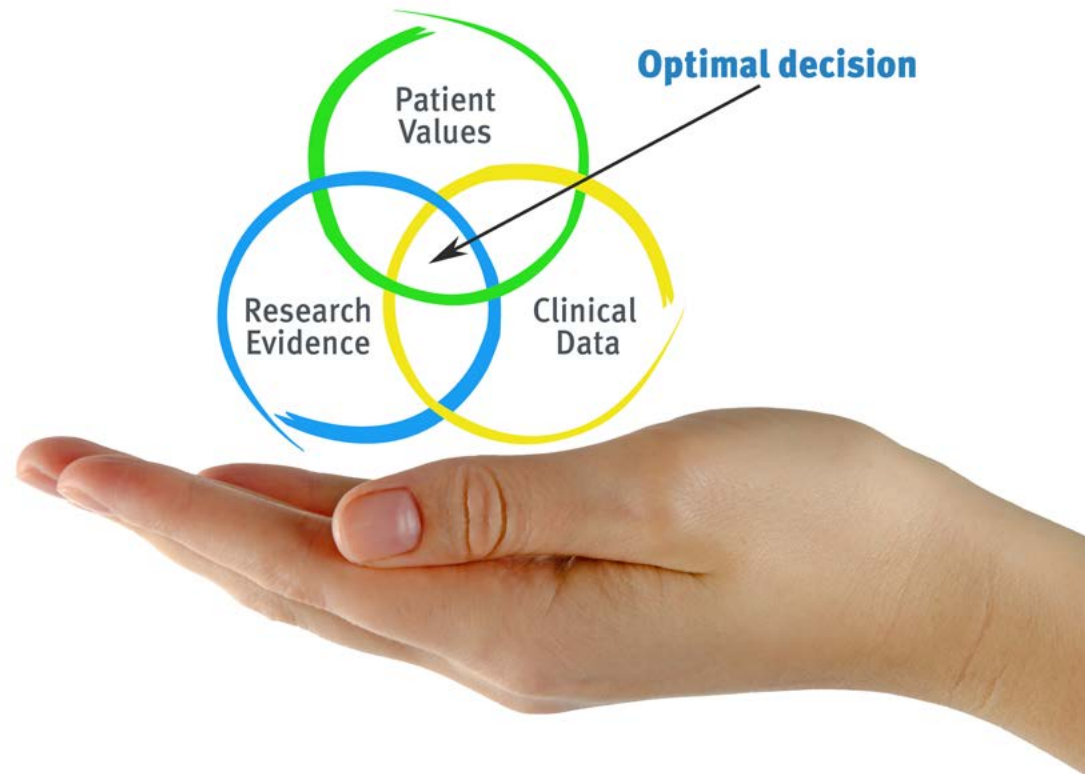 Optimal decision
Patient
Values
Research
Evidence
Clinical
Data